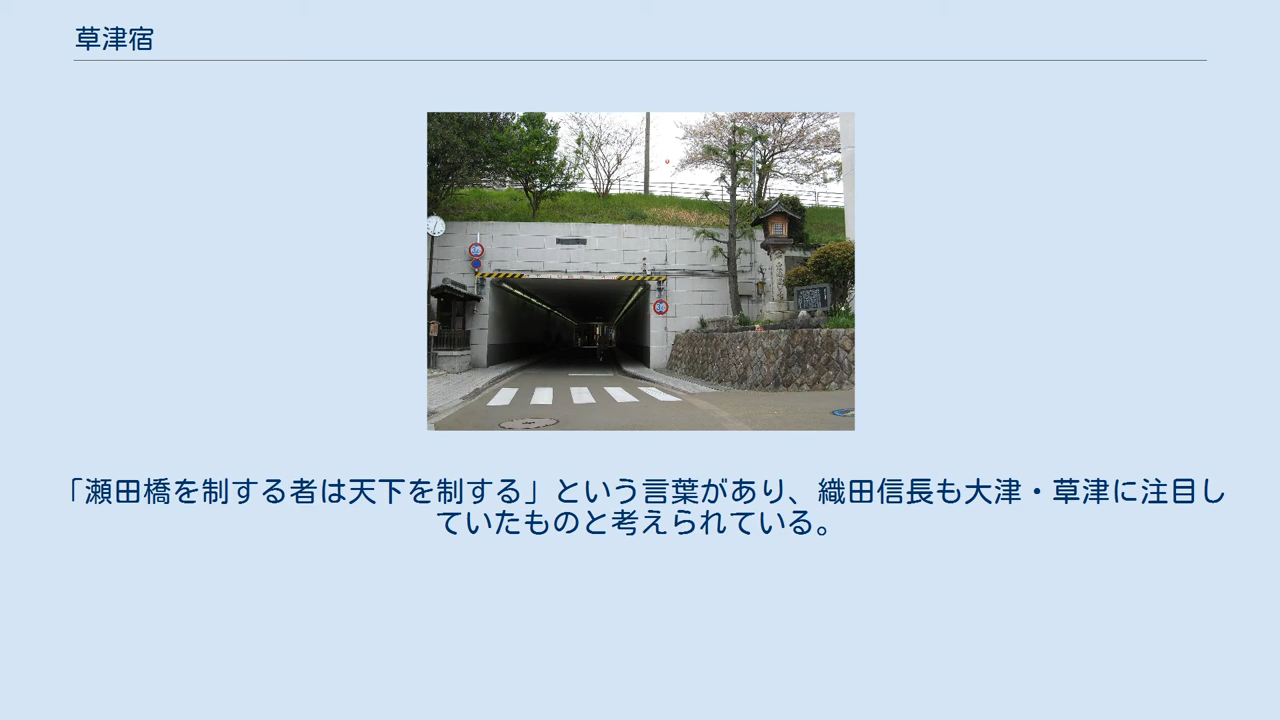 草津宿
「瀬田橋を制する者は天下を制する」という言葉があり、織田信長も大津・草津に注目し
ていたものと考えられている。